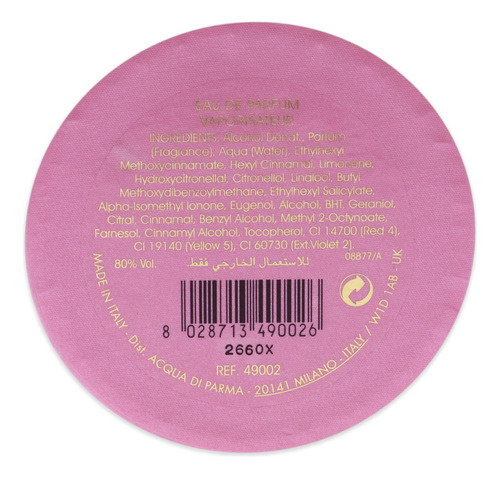 EAU DE PARFUM
VAPORISATEUR
INGREDIENTS: Alcohol Denat., Parfum
(Fragrance), Aqua (Water), Ethylhexyl
Methoxycinnamate, Hexyl Cinnamal, Limonene,
Hydroxycitronellal, Citronellol, Linalool, Butyl
Methoxydibenzoylmethane, Ethylhexyl Salicylate,
Alpha-Isomethyl Ionone, Eugenol, Alcohol, BHT, Geraniol,
Citral, Cinnamal, Benzyl Alcohol, Methyl 2-Octynoate,
Farnesol, Cinnamyl Alcohol, Tocopherol, CI 14700 (Red 4),
CI 19140 (Yellow 5), CI 60730 (Ext.Violet 2).
08877/A
80% Vol.
للاستعمال الخارجي فقط
8 028713 490026
2660X
REF. 49002
MADE IN ITALY - Dist. ACQUA DI PARMA - 20141 MILANO - ITALY / W1D 1AB - UK